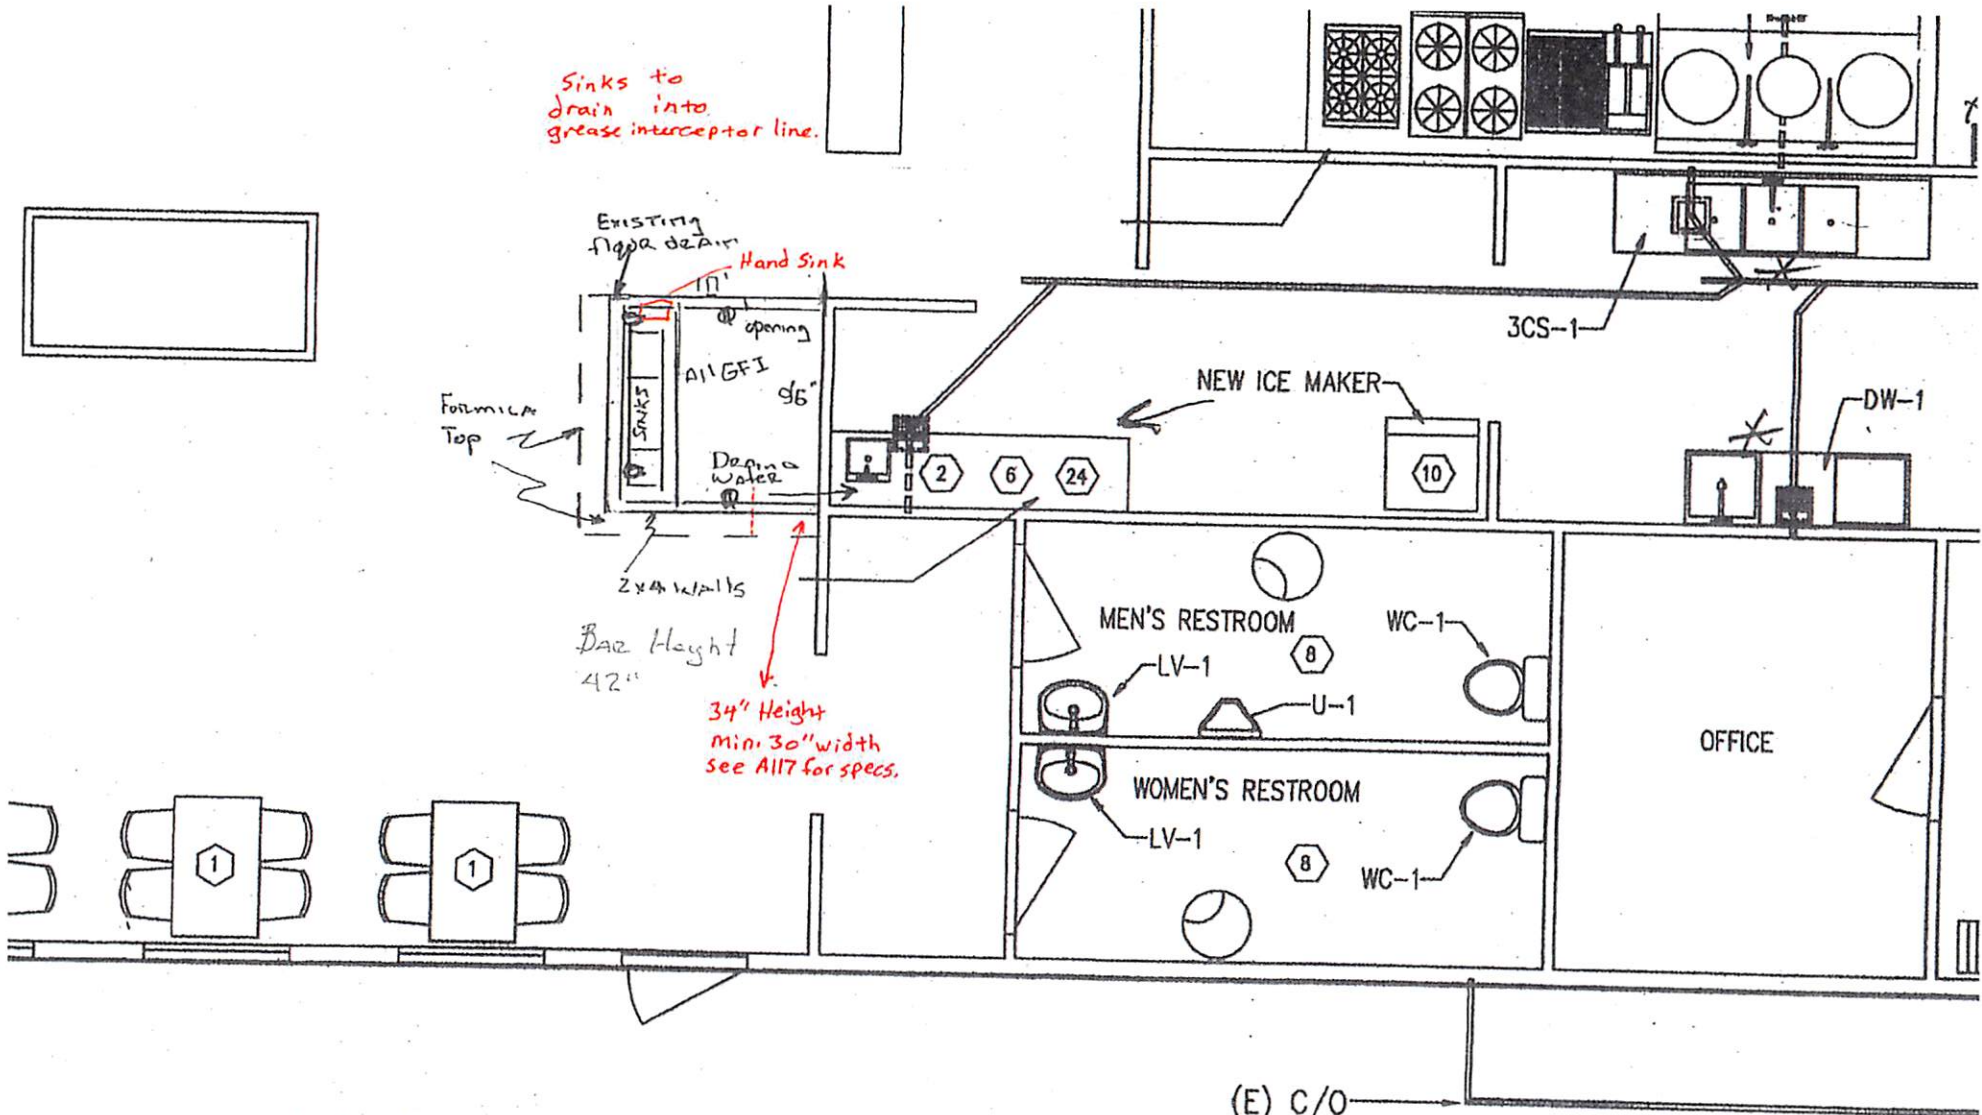 Sinks to
drain into
grease interceptor line.
Existing
floor drain
Hand Sink
10'
opening
All GFI
96"
SINKS
Formica
Top
Water
2x4 walls
Bar Height
42"
34" Height
Min. 30" width
see A117 for specs.
3CS-1
NEW ICE MAKER
DW-1
2
6
24
10
MEN'S RESTROOM
8
WC-1
LV-1
U-1
OFFICE
WOMEN'S RESTROOM
LV-1
8
WC-1
1
1
(E) C/O